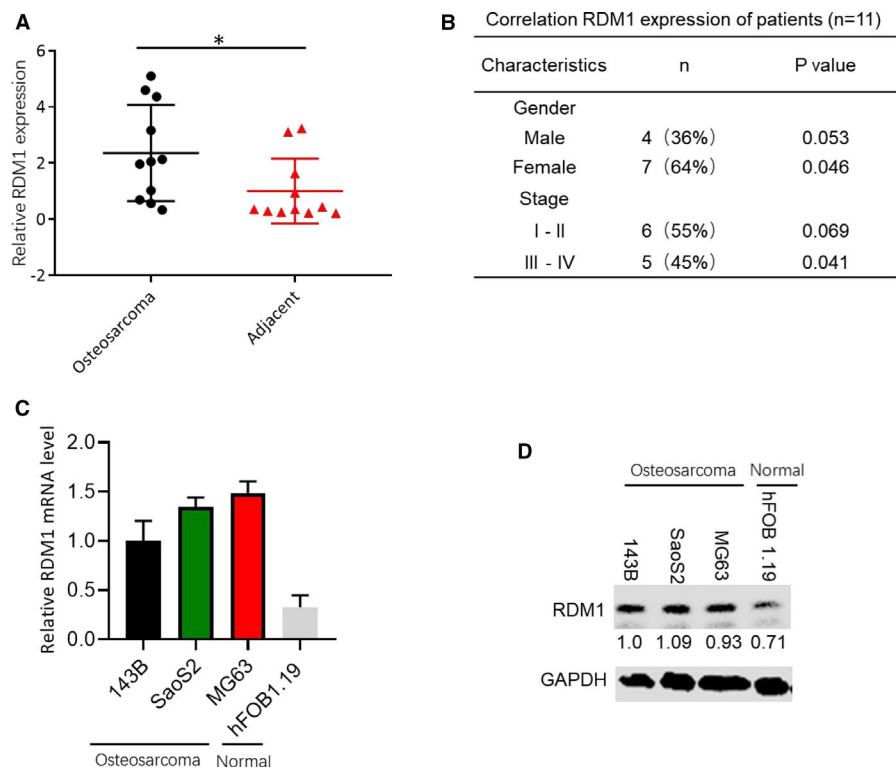 A
*
Relative RDM1 expression
6
4
2
0
-2
Osteosarcoma
Adjacent
B
Correlation RDM1 expression of patients (n=11)
Characteristics n P value
Gender
Male 4 (36%) 0.053
Female 7 (64%) 0.046
Stage
I - II 6 (55%) 0.069
III - IV 5 (45%) 0.041
C
Relative RDM1 mRNA level
2.0
1.5
1.0
0.5
0.0
143B
SaoS2
MG63
hFOB1.19
Osteosarcoma Normal
D
Osteosarcoma Normal
143B
SaoS2
MG63
hFOB 1.19
RDM1
1.0 1.09 0.93 0.71
GAPDH